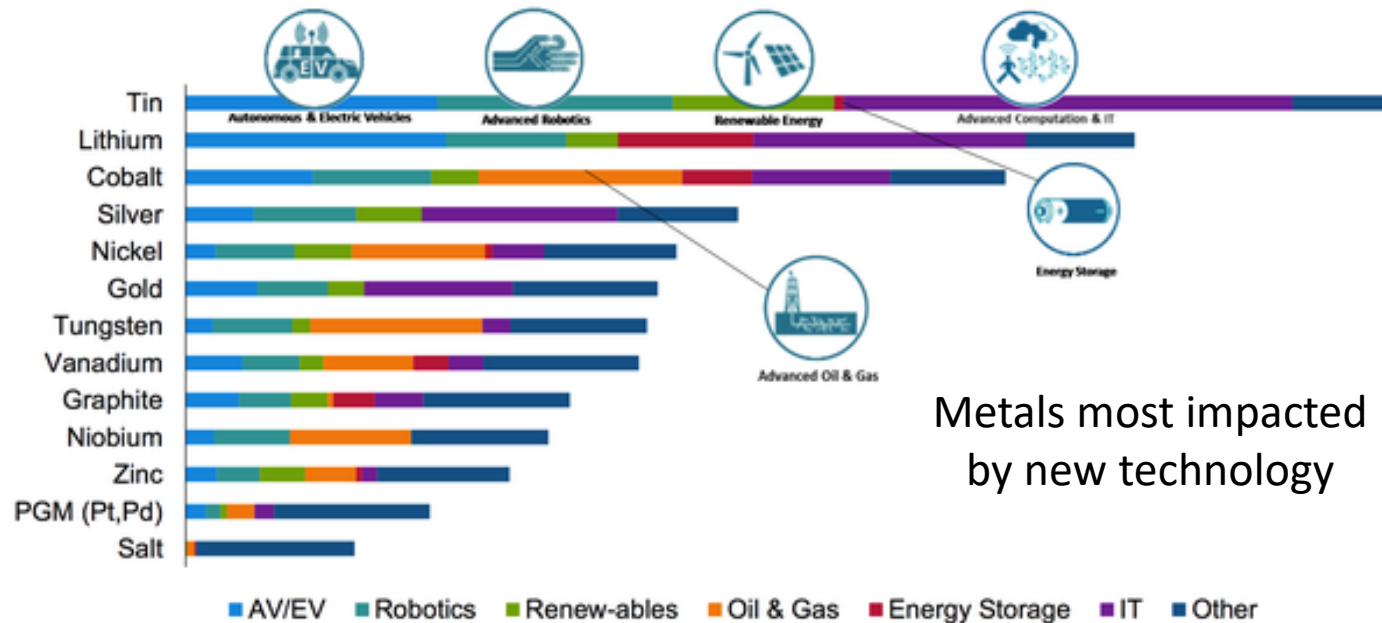 EV
Tin
Autonomous & Electric Vehicles
Advanced Robotics
Renewable Energy
Advanced Computation & IT
Lithium
Cobalt
Silver
Nickel
Energy Storage
Gold
Tungsten
Vanadium
Advanced Oil & Gas
Graphite
Metals most impacted
by new technology
Niobium
Zinc
PGM (Pt,Pd)
Salt
AV/EV Robotics Renew-ables Oil & Gas Energy Storage IT Other